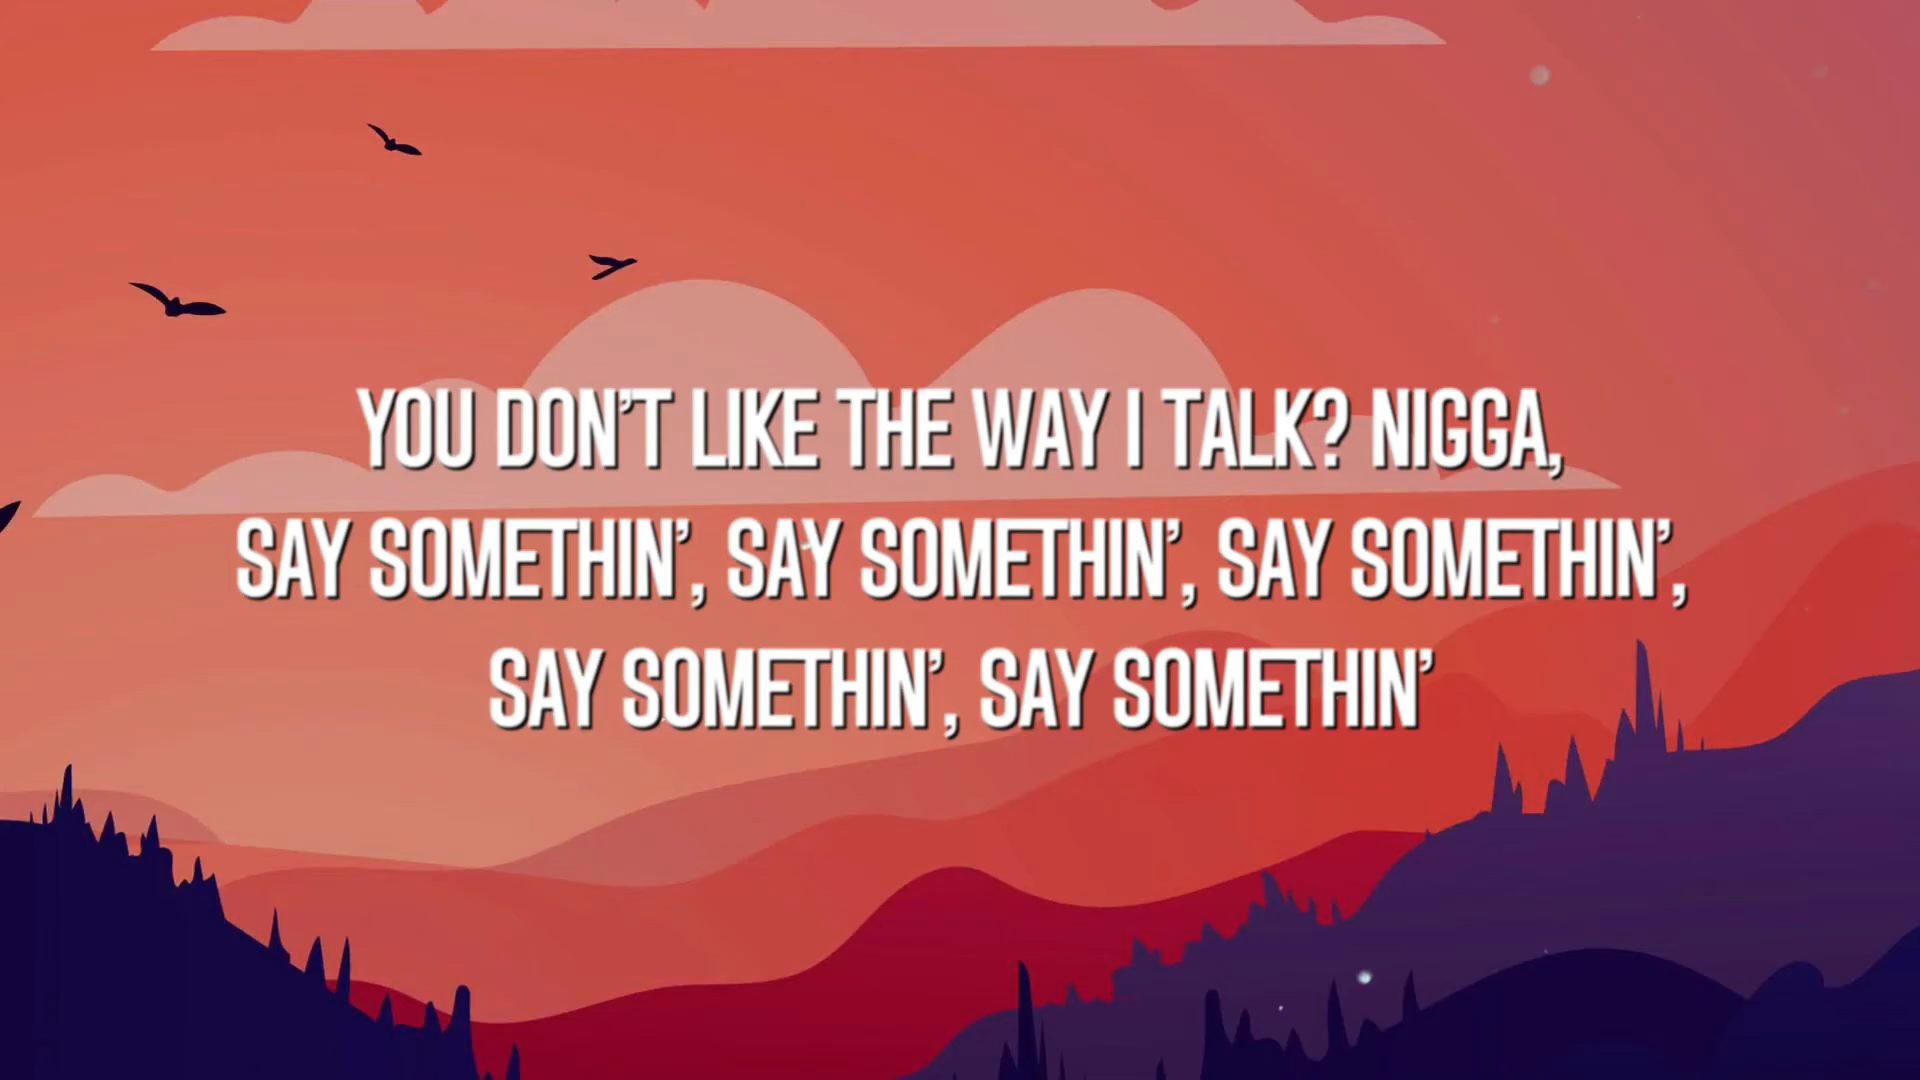 YOU DON'T LIKE THE WAY I TALK? NIGGA,
SAY SOMETHIN', SAY SOMETHIN', SAY SOMETHIN',
SAY SOMETHIN', SAY SOMETHIN'